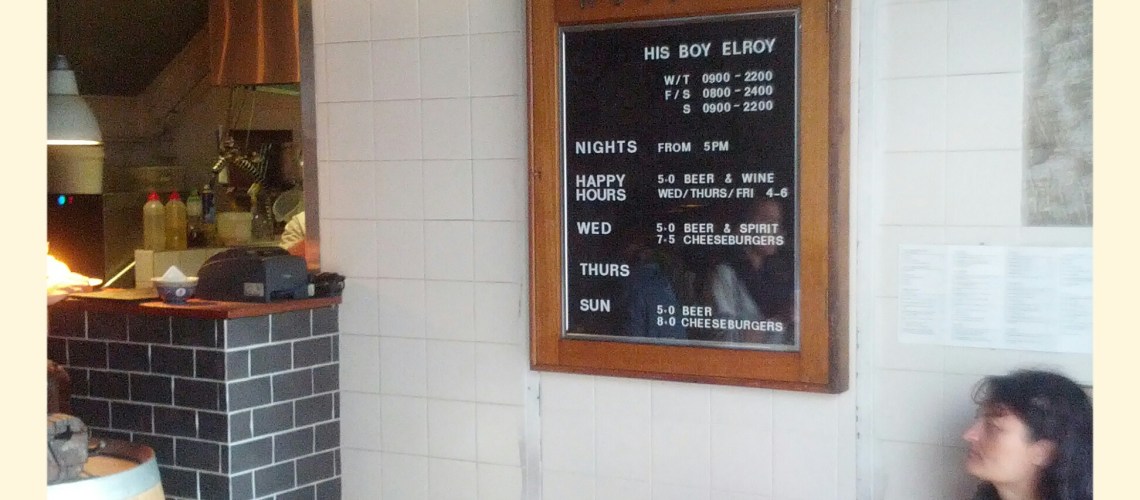 HIS BOY ELROY
W/T 0900-2200
F/S 0800-2400
S 0900-2200
NIGHTS FROM 5PM
HAPPY HOURS 5.0 BEER & WINE
WED/THURS/FRI 4-6
WED 5.0 BEER & SPIRIT
7.5 CHEESEBURGERS
THURS
SUN 5.0 BEER
8.0 CHEESEBURGERS